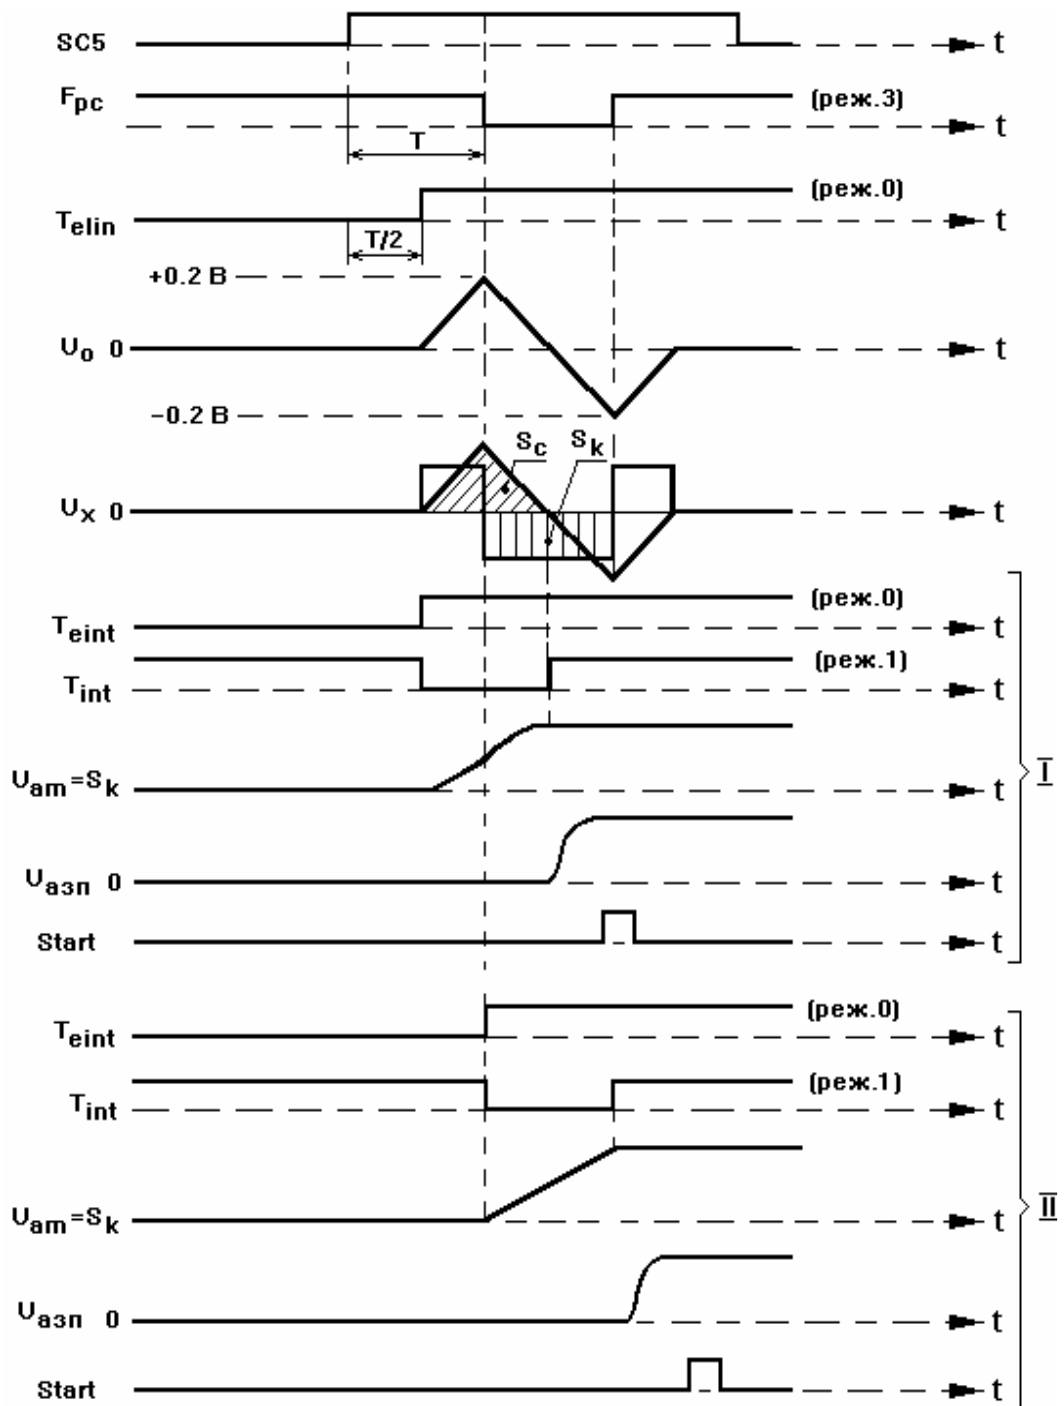 SC5 t
Fpc (реж.3) t
T
Telin (реж.0) t
T/2
+0.2 В
Uo 0 t
−0.2 В
Sc Sk
Ux 0 t
Teint (реж.0) t
Tint (реж.1) t
Uam=Sk t
I
Uазп 0 t
Start t
Teint (реж.0) t
Tint (реж.1) t
Uam=Sk t
II
Uазп 0 t
Start t